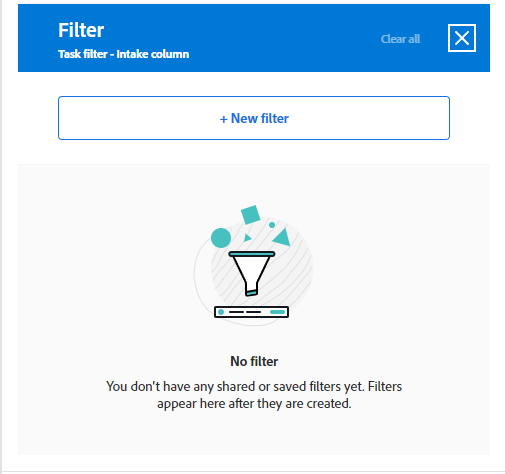 Filter
Clear all
Task filter - Intake column
+ New filter
No filter
You don't have any shared or saved filters yet. Filters
appear here after they are created.